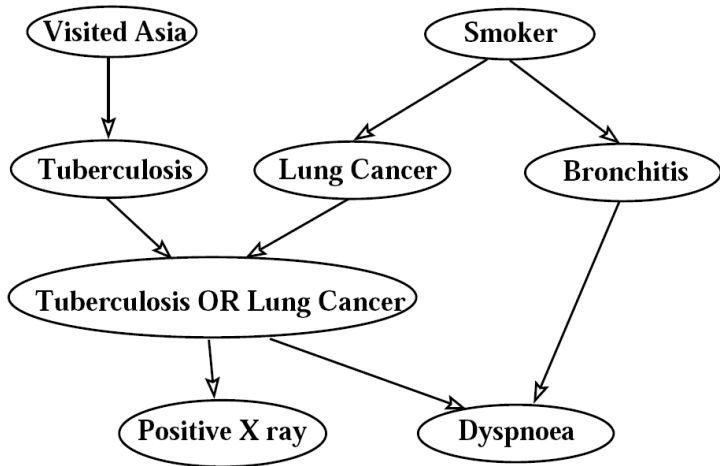 Visited Asia
Smoker
Tuberculosis
Lung Cancer
Bronchitis
Tuberculosis OR Lung Cancer
Positive X ray
Dyspnoea